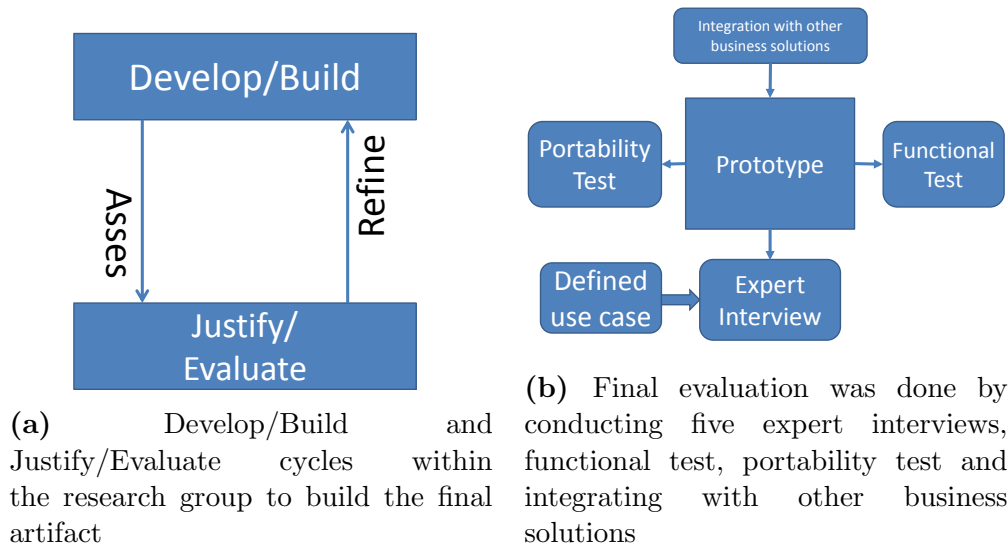 Develop/Build
Asses
Refine
Justify/
Evaluate
(a) Develop/Build and
Justify/Evaluate cycles within
the research group to build the final
artifact
Integration with other
business solutions
Portability
Test
Prototype
Functional
Test
Defined
use case
Expert
Interview
(b) Final evaluation was done by
conducting five expert interviews,
functional test, portability test and
integrating with other business
solutions